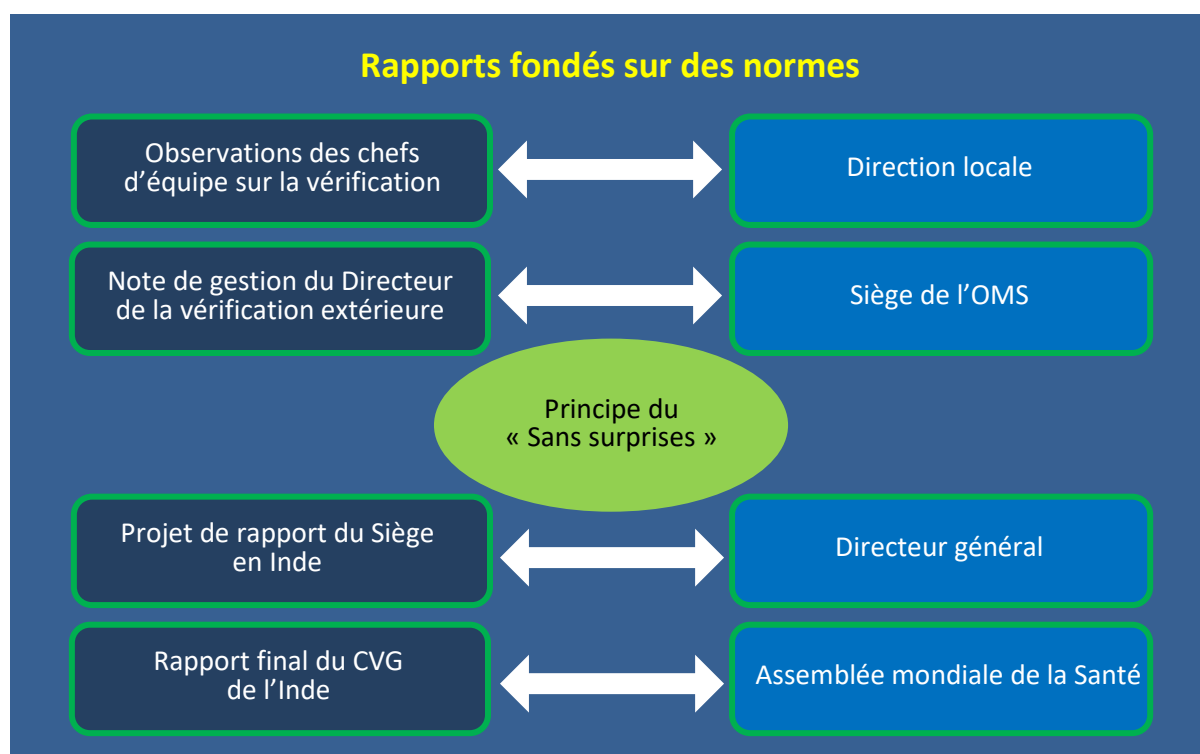 Rapports fondés sur des normes
Observations des chefs
d’équipe sur la vérification
Direction locale
Note de gestion du Directeur
de la vérification extérieure
Siège de l’OMS
Principe du
« Sans surprises »
Projet de rapport du Siège
en Inde
Directeur général
Rapport final du CVG
de l’Inde
Assemblée mondiale de la Santé